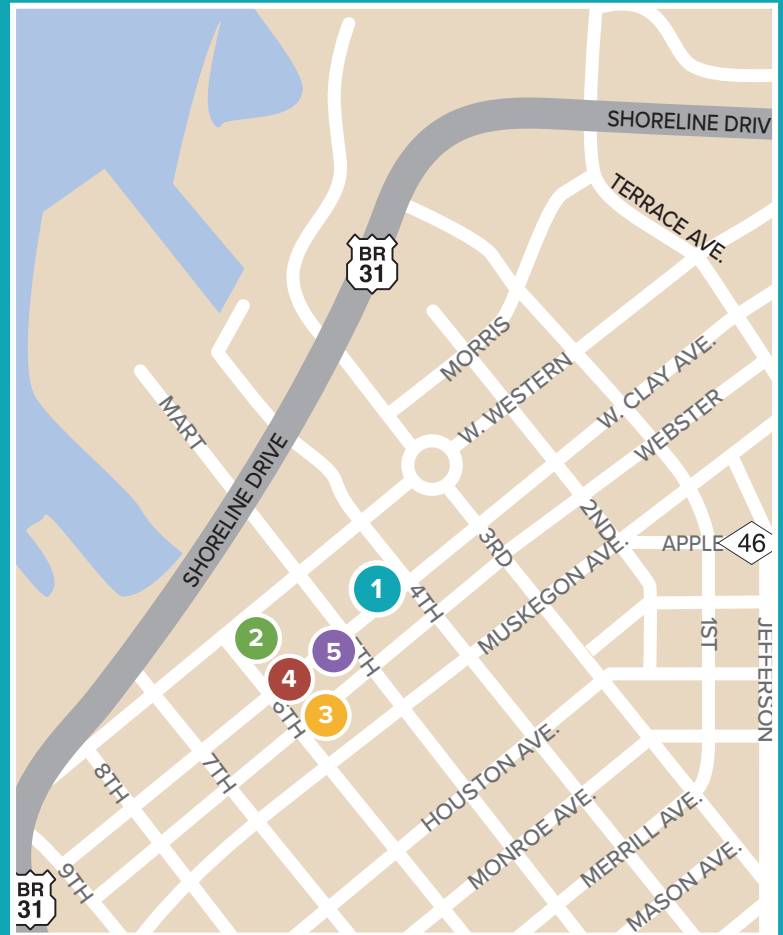 SHORELINE DRIV
TERRACE AVE.
BR
31
MORRIS
W. WESTERN
W. CLAY AVE.
WEBSTER
MART
SHORELINE DRIVE
2ND
3RD
APPLE
46
MUSKEGON AVE.
1
4TH
1ST
JEFFERSON
2
5
TH
4
3
6TH
HOUSTON AVE.
7TH
8TH
MONROE AVE.
MERRILL AVE.
MASON AVE.
9TH
BR
31